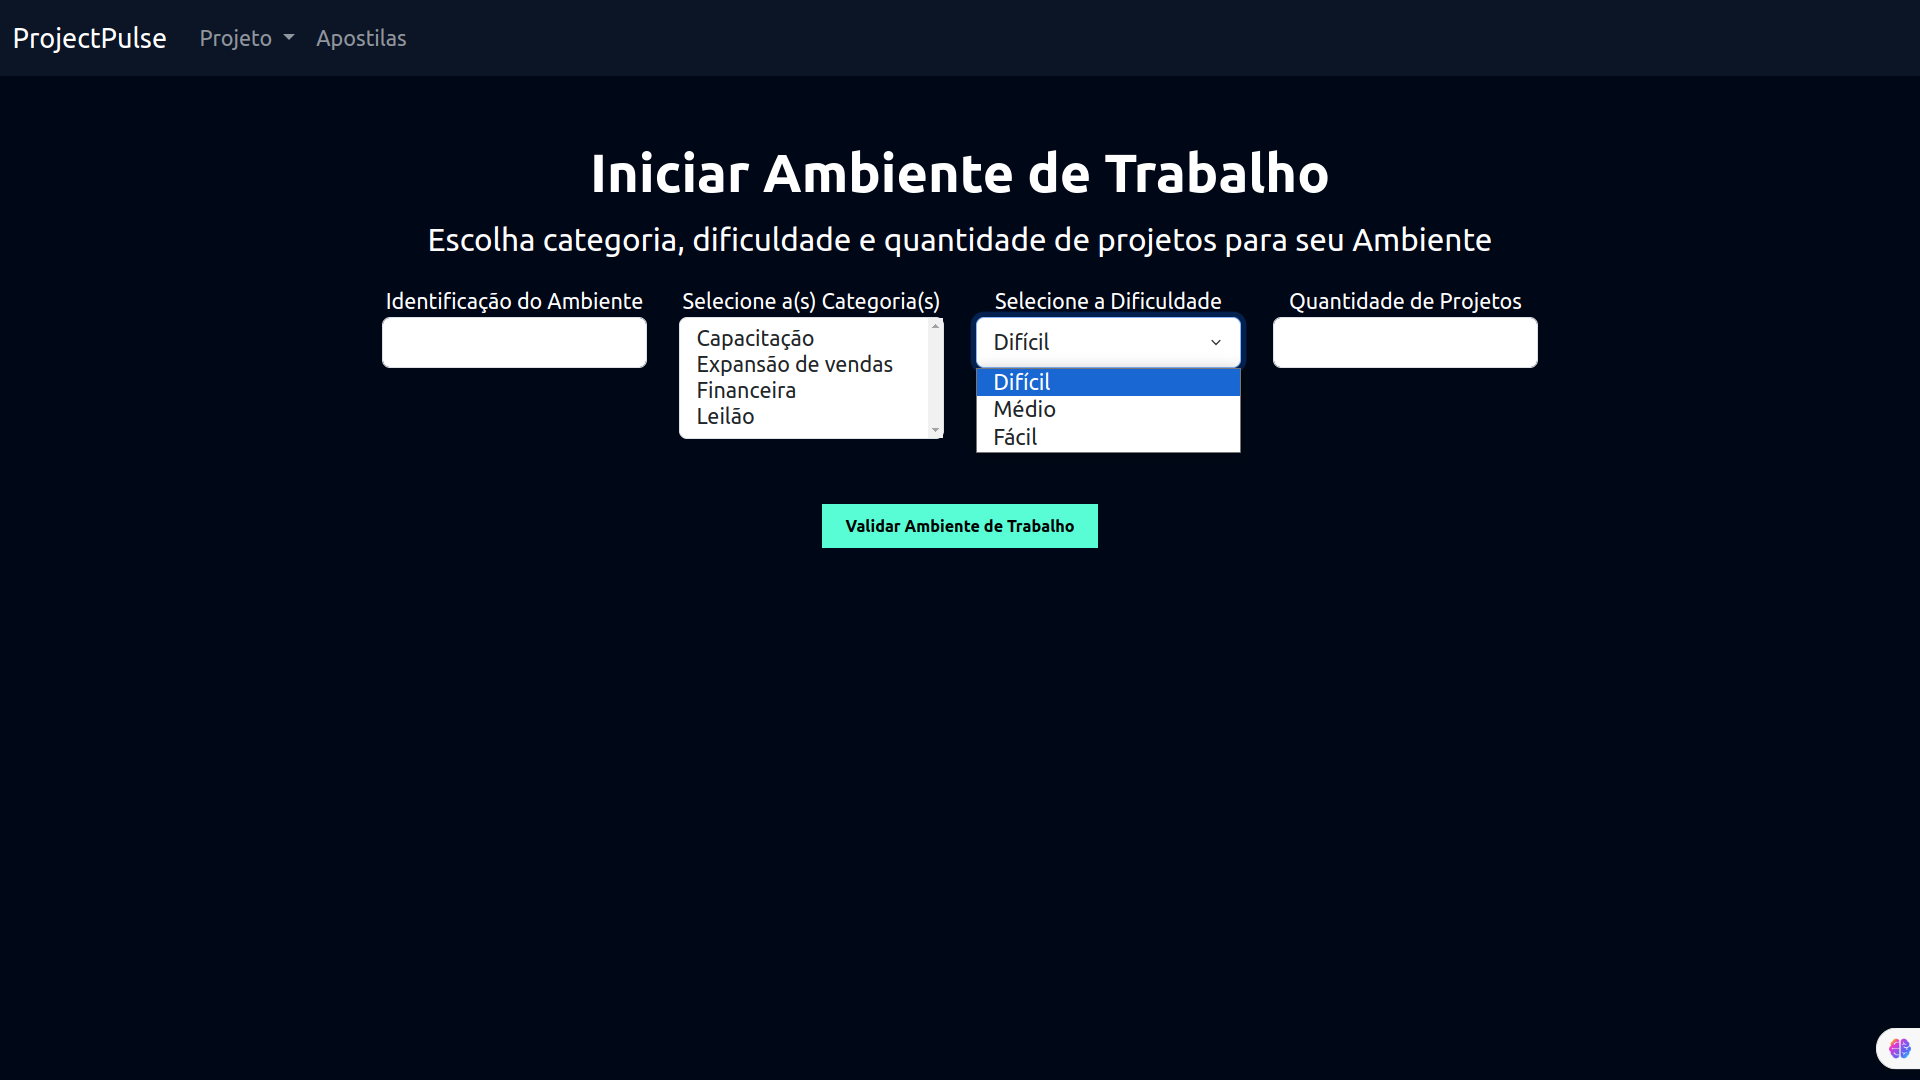 ProjectPulse Projeto Apostilas
Iniciar Ambiente de Trabalho
Escolha categoria, dificuldade e quantidade de projetos para seu Ambiente
Identificação do Ambiente
Selecione a(s) Categoria(s)
Capacitação
Expansão de vendas
Financeira
Leilão
Selecione a Dificuldade
Difícil
Difícil
Médio
Fácil
Quantidade de Projetos
Validar Ambiente de Trabalho